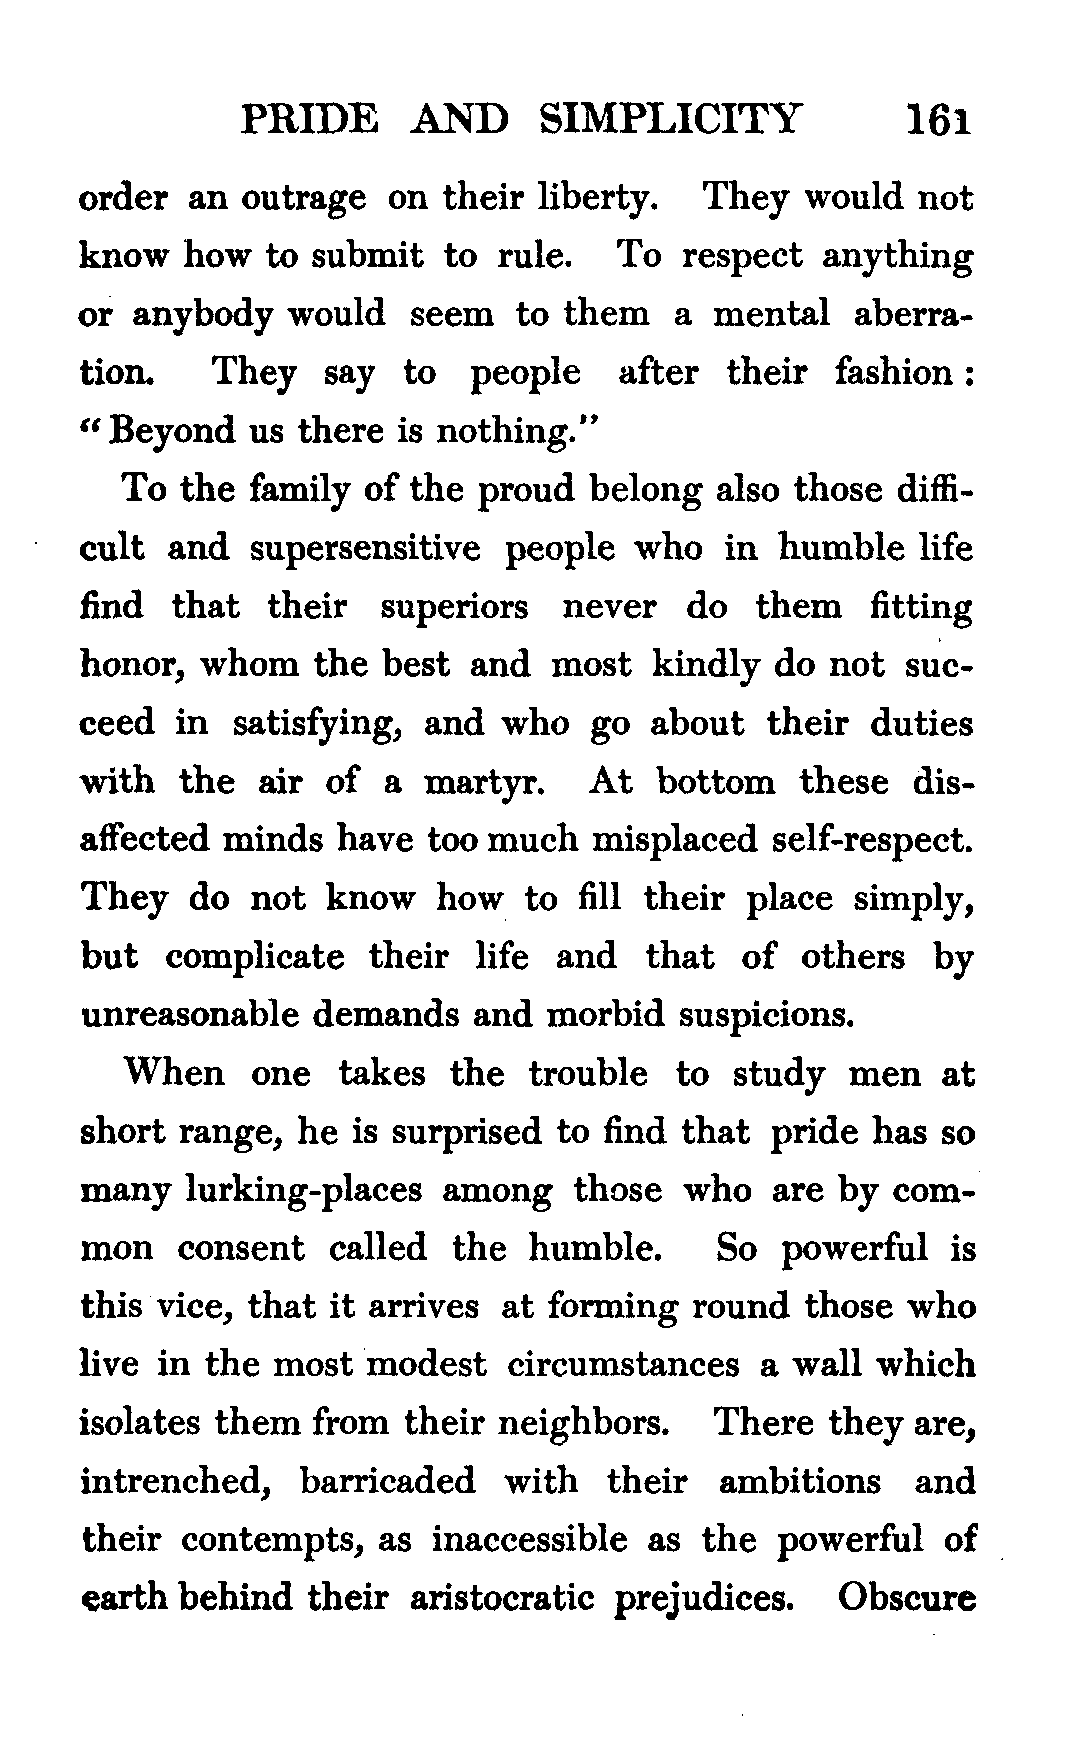 PRIDE AND SIMPLICITY 161
order an outrage on their liberty. They would not
know how to submit to rule. To respect anything
or anybody would seem to them a mental aberra-
tion. They say to people after their fashion :
“ Beyond us there is nothing.”
To the family of the proud belong also those diffi-
cult and supersensitive people who in humble life
find that their superiors never do them fitting
honor, whom the best and most kindly do not suc-
ceed in satisfying, and who go about their duties
with the air of a martyr. At bottom these dis-
affected minds have too much misplaced self-respect.
They do not know how to fill their place simply,
but complicate their life and that of others by
unreasonable demands and morbid suspicions.
When one takes the trouble to study men at
short range, he is surprised to find that pride has so
many lurking-places among those who are by com-
mon consent called the humble. So powerful is
this vice, that it arrives at forming round those who
live in the most modest circumstances a wall which
isolates them from their neighbors. There they are,
intrenched, barricaded with their ambitions and
their contempts, as inaccessible as the powerful of
earth behind their aristocratic prejudices. Obscure